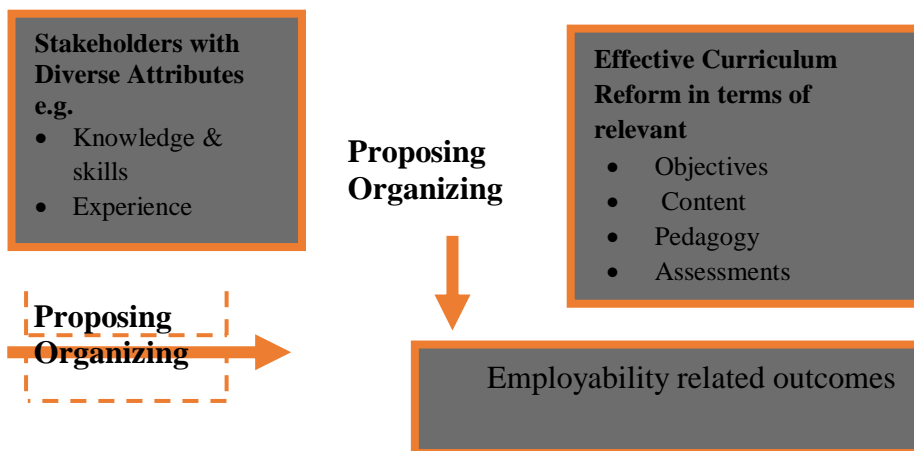 Stakeholders with
Diverse Attributes
e.g.
• Knowledge &
skills
• Experience
Proposing
Organizing
Effective Curriculum
Reform in terms of
relevant
• Objectives
• Content
• Pedagogy
• Assessments
Proposing
Organizing
Employability related outcomes